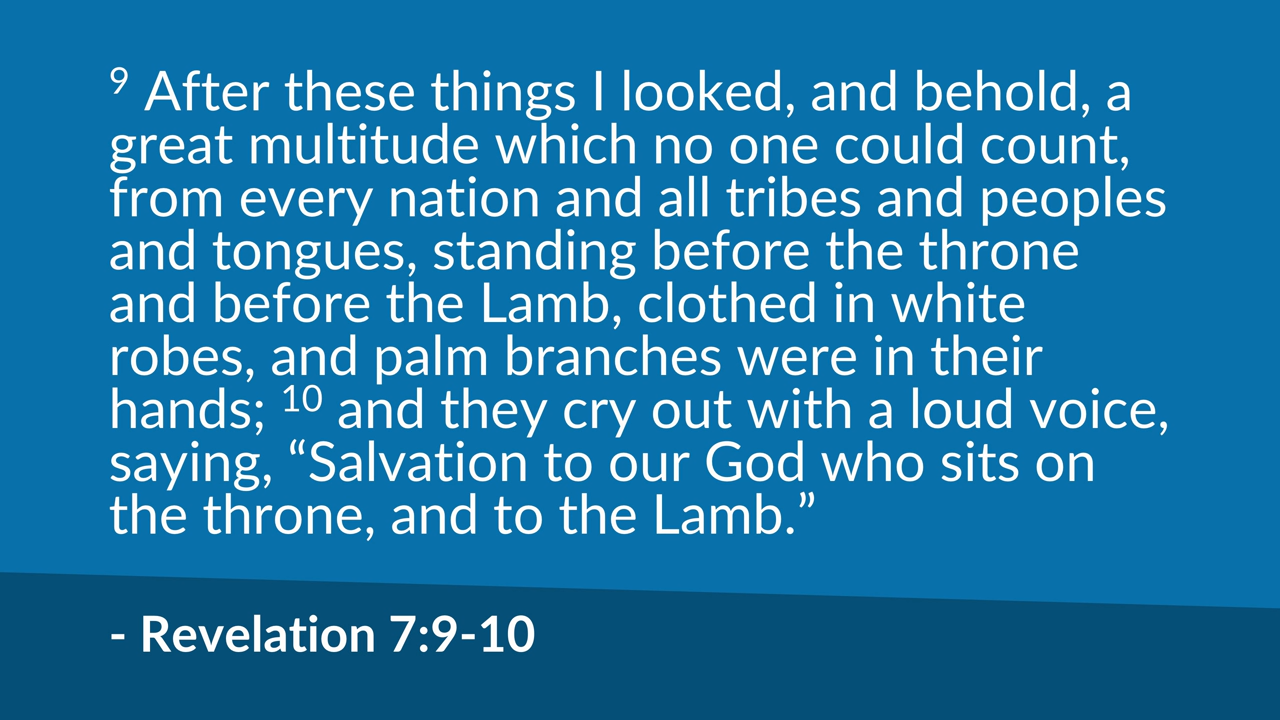 ⁹ After these things I looked, and behold, a
great multitude which no one could count,
from every nation and all tribes and peoples
and tongues, standing before the throne
and before the Lamb, clothed in white
robes, and palm branches were in their
hands; ¹⁰ and they cry out with a loud voice,
saying, “Salvation to our God who sits on
the throne, and to the Lamb.”
- Revelation 7:9-10